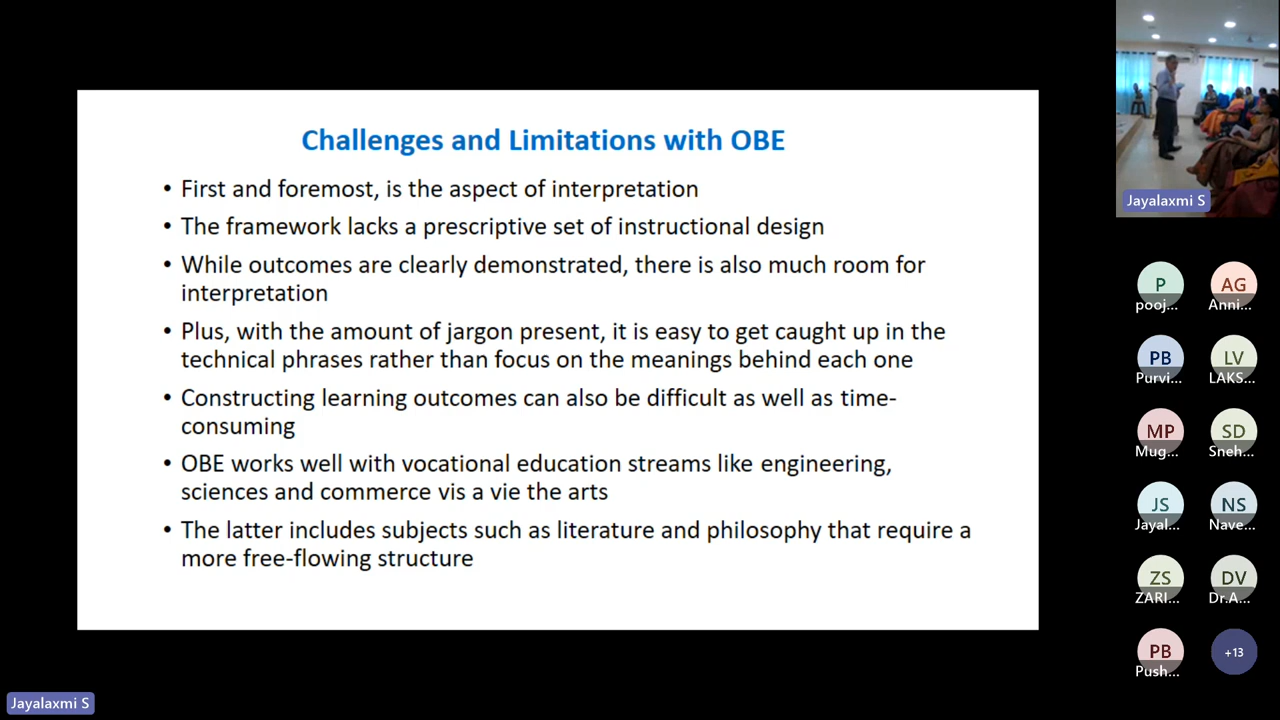 Challenges and Limitations with OBE
• First and foremost, is the aspect of interpretation
• The framework lacks a prescriptive set of instructional design
• While outcomes are clearly demonstrated, there is also much room for
interpretation
• Plus, with the amount of jargon present, it is easy to get caught up in the
technical phrases rather than focus on the meanings behind each one
• Constructing learning outcomes can also be difficult as well as time-
consuming
• OBE works well with vocational education streams like engineering,
sciences and commerce vis a vie the arts
• The latter includes subjects such as literature and philosophy that require a
more free-flowing structure
Jayalaxmi S
P
AG
pooj...
Anni...
PB
LV
Purvi...
LAKS...
MP
SD
Mug...
Sneh...
JS
NS
Jayal...
Nave...
ZS
DV
ZARI...
Dr.A...
PB
+13
Push...
Jayalaxmi S